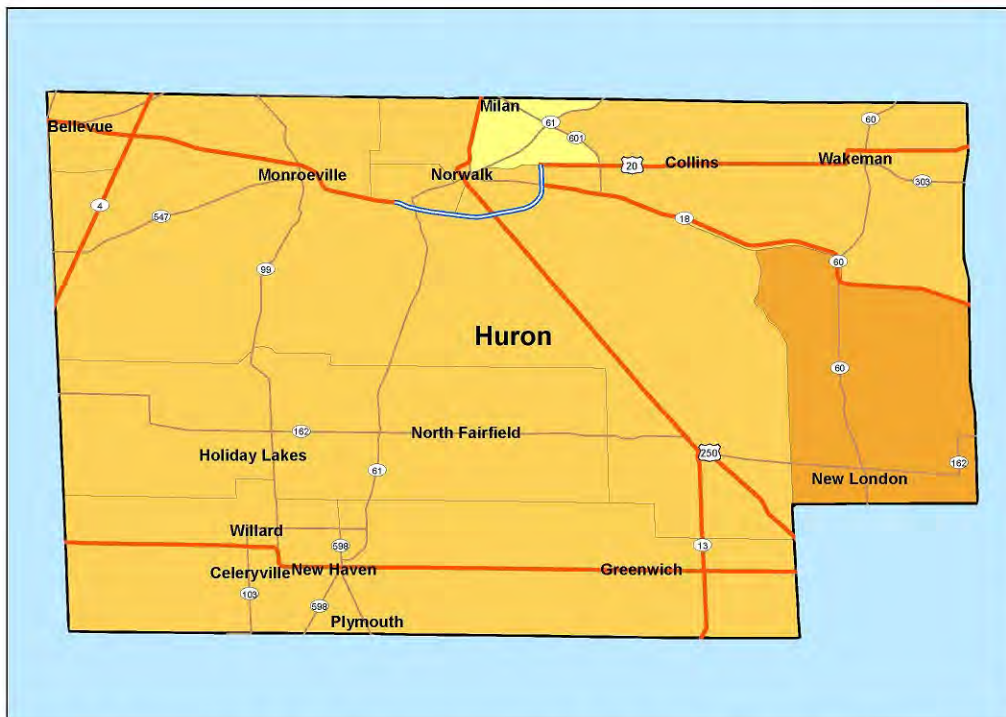 Milan
61
60
Bellevue
601
Wakeman
Collins
20
Monroeville
Norwalk
303
4
547
18
60
99
Huron
60
162
North Fairfield
250
Holiday Lakes
162
61
New London
Willard
598
13
New Haven
Greenwich
Celeryville
103
598
Plymouth